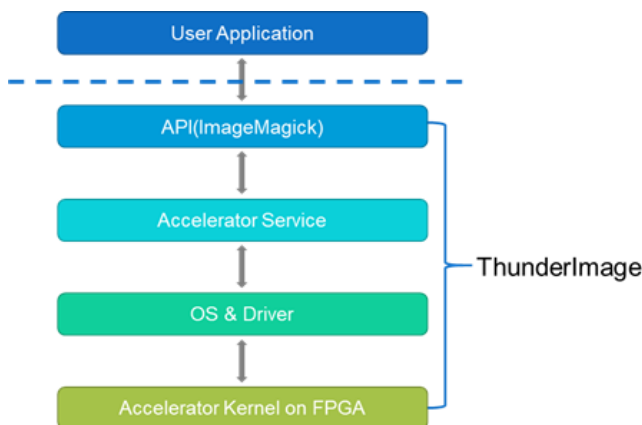 User Application
API(ImageMagick)
Accelerator Service
ThunderImage
OS & Driver
Accelerator Kernel on FPGA